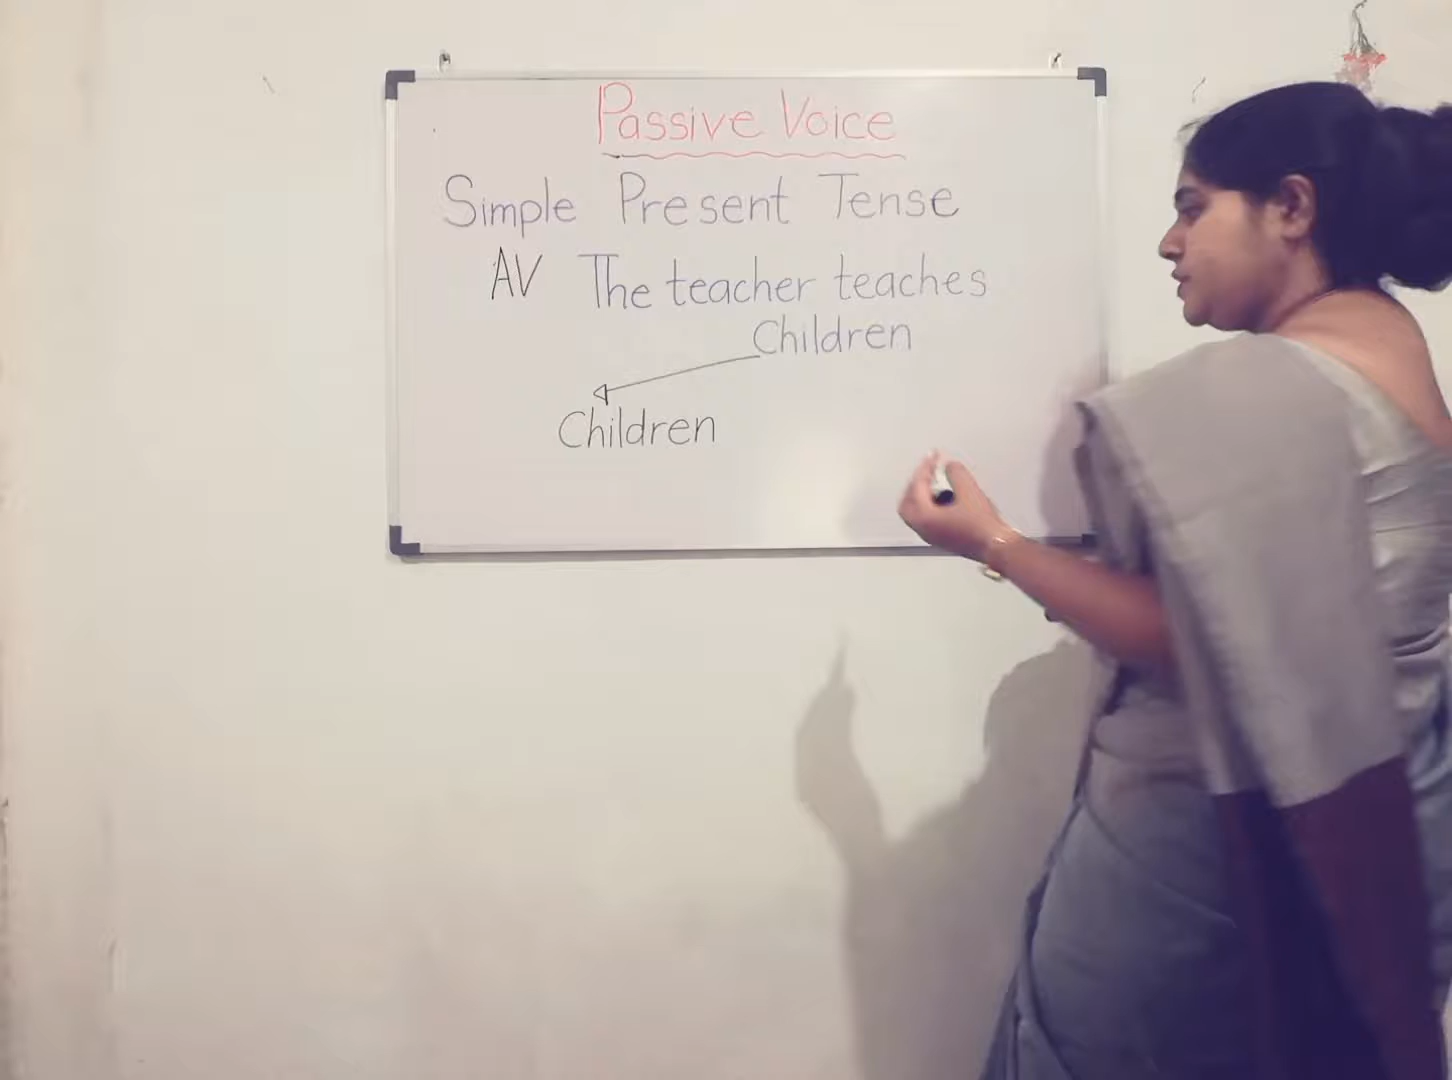 Passive Voice
Simple Present Tense
AV The teacher teaches
Children
Children